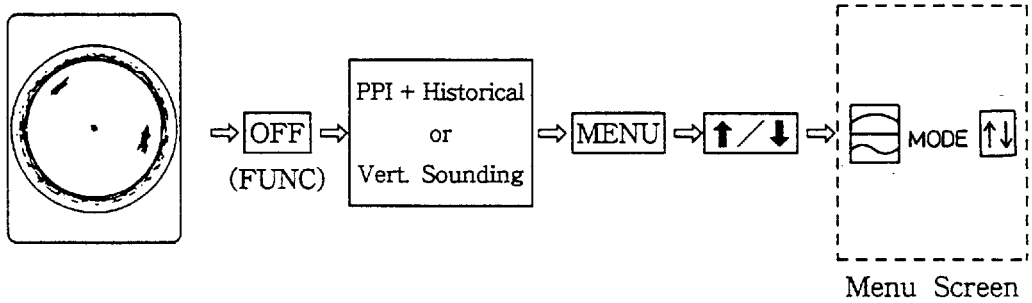 OFF
(FUNC)
PPI + Historical
or
Vert. Sounding
MENU
↑ / ↓
MODE ↑↓
Menu Screen